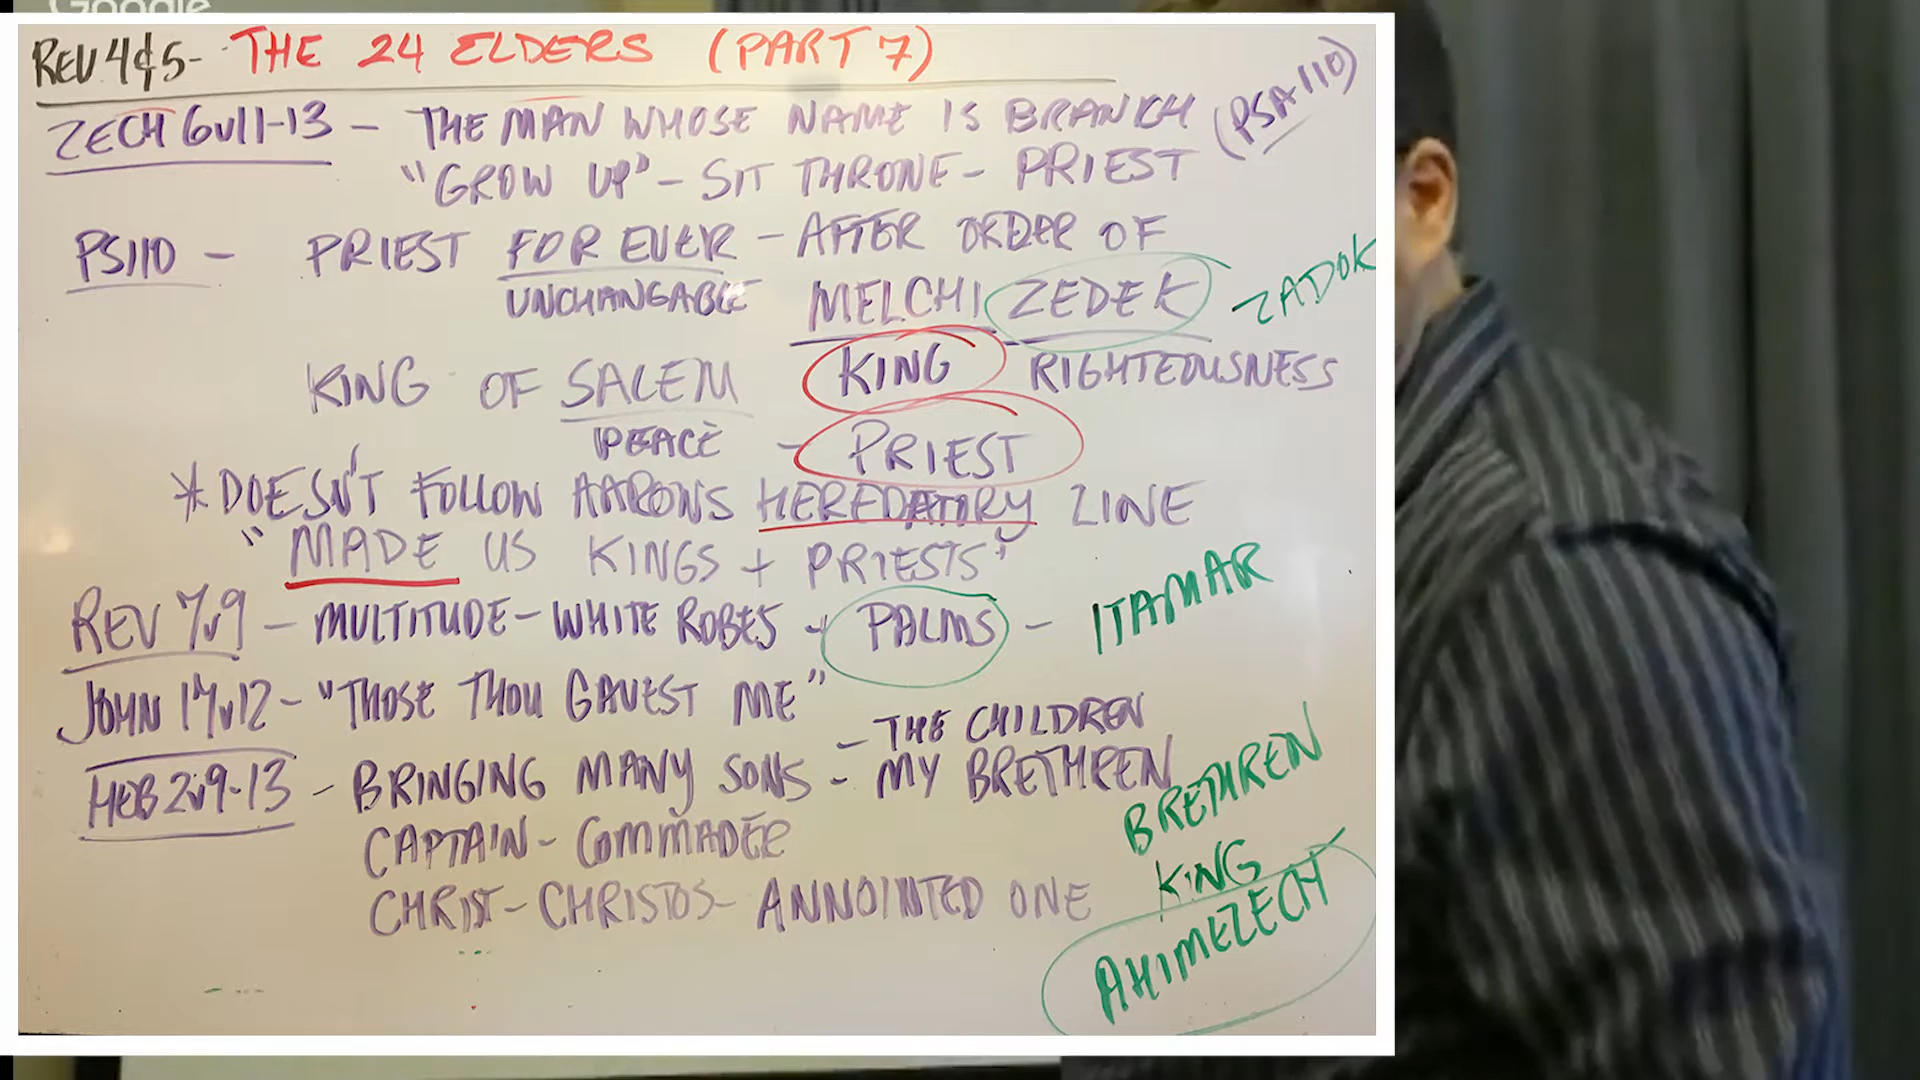 Google
REV 4&5- THE 24 ELDERS (PART 7)
ZECH 6v11-13 - THE MAN WHOSE NAME IS BRANCH (PSA 110)
"GROW UP" - SIT THRONE - PRIEST
PS110 - PRIEST FOR EVER - AFTER ORDER OF
UNCHANGABLE MELCHI ZEDEK - ZADOK
KING OF SALEM KING RIGHTEOUSNESS
PEACE - PRIEST
*DOESN'T FOLLOW AARONS HEREDATORY LINE
"MADE US KINGS + PRIESTS"
REV 7v9 - MULTITUDE - WHITE ROBES + PALMS - ITAMAR
JOHN 17v12 - "THOSE THOU GAVEST ME"
- THE CHILDREN
HEB 2v9-13 - BRINGING MANY SONS - MY BRETHREN
BRETHREN
CAPTAIN - COMMADER
KING
CHRIST - CHRISTOS - ANNOINTED ONE
AHIMELECH